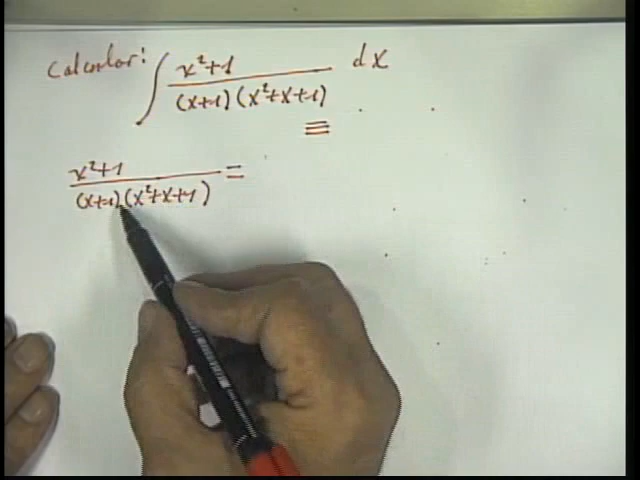 Calcular: ∫ x²+1 / (x+1)(x²+x+1) dx
x²+1 / (x+1)(x²+x+1) =